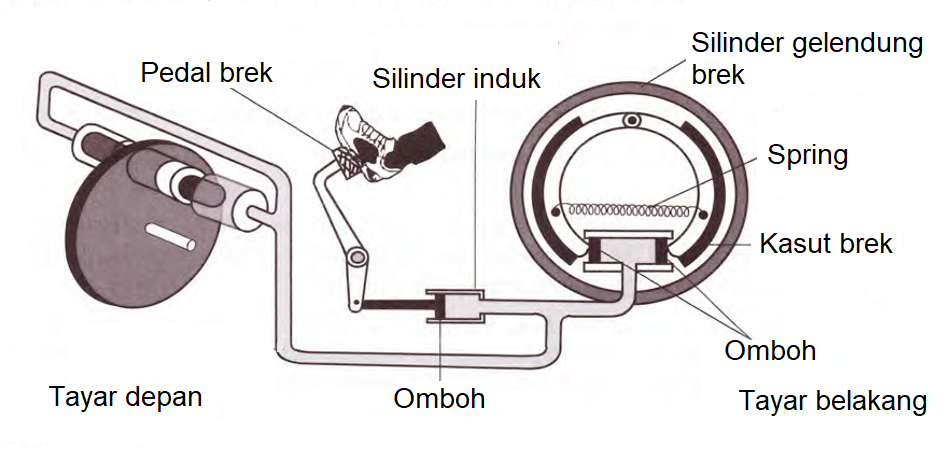 Silinder gelendung
brek
Pedal brek
Silinder induk
Spring
Kasut brek
Omboh
Tayar depan
Omboh
Tayar belakang